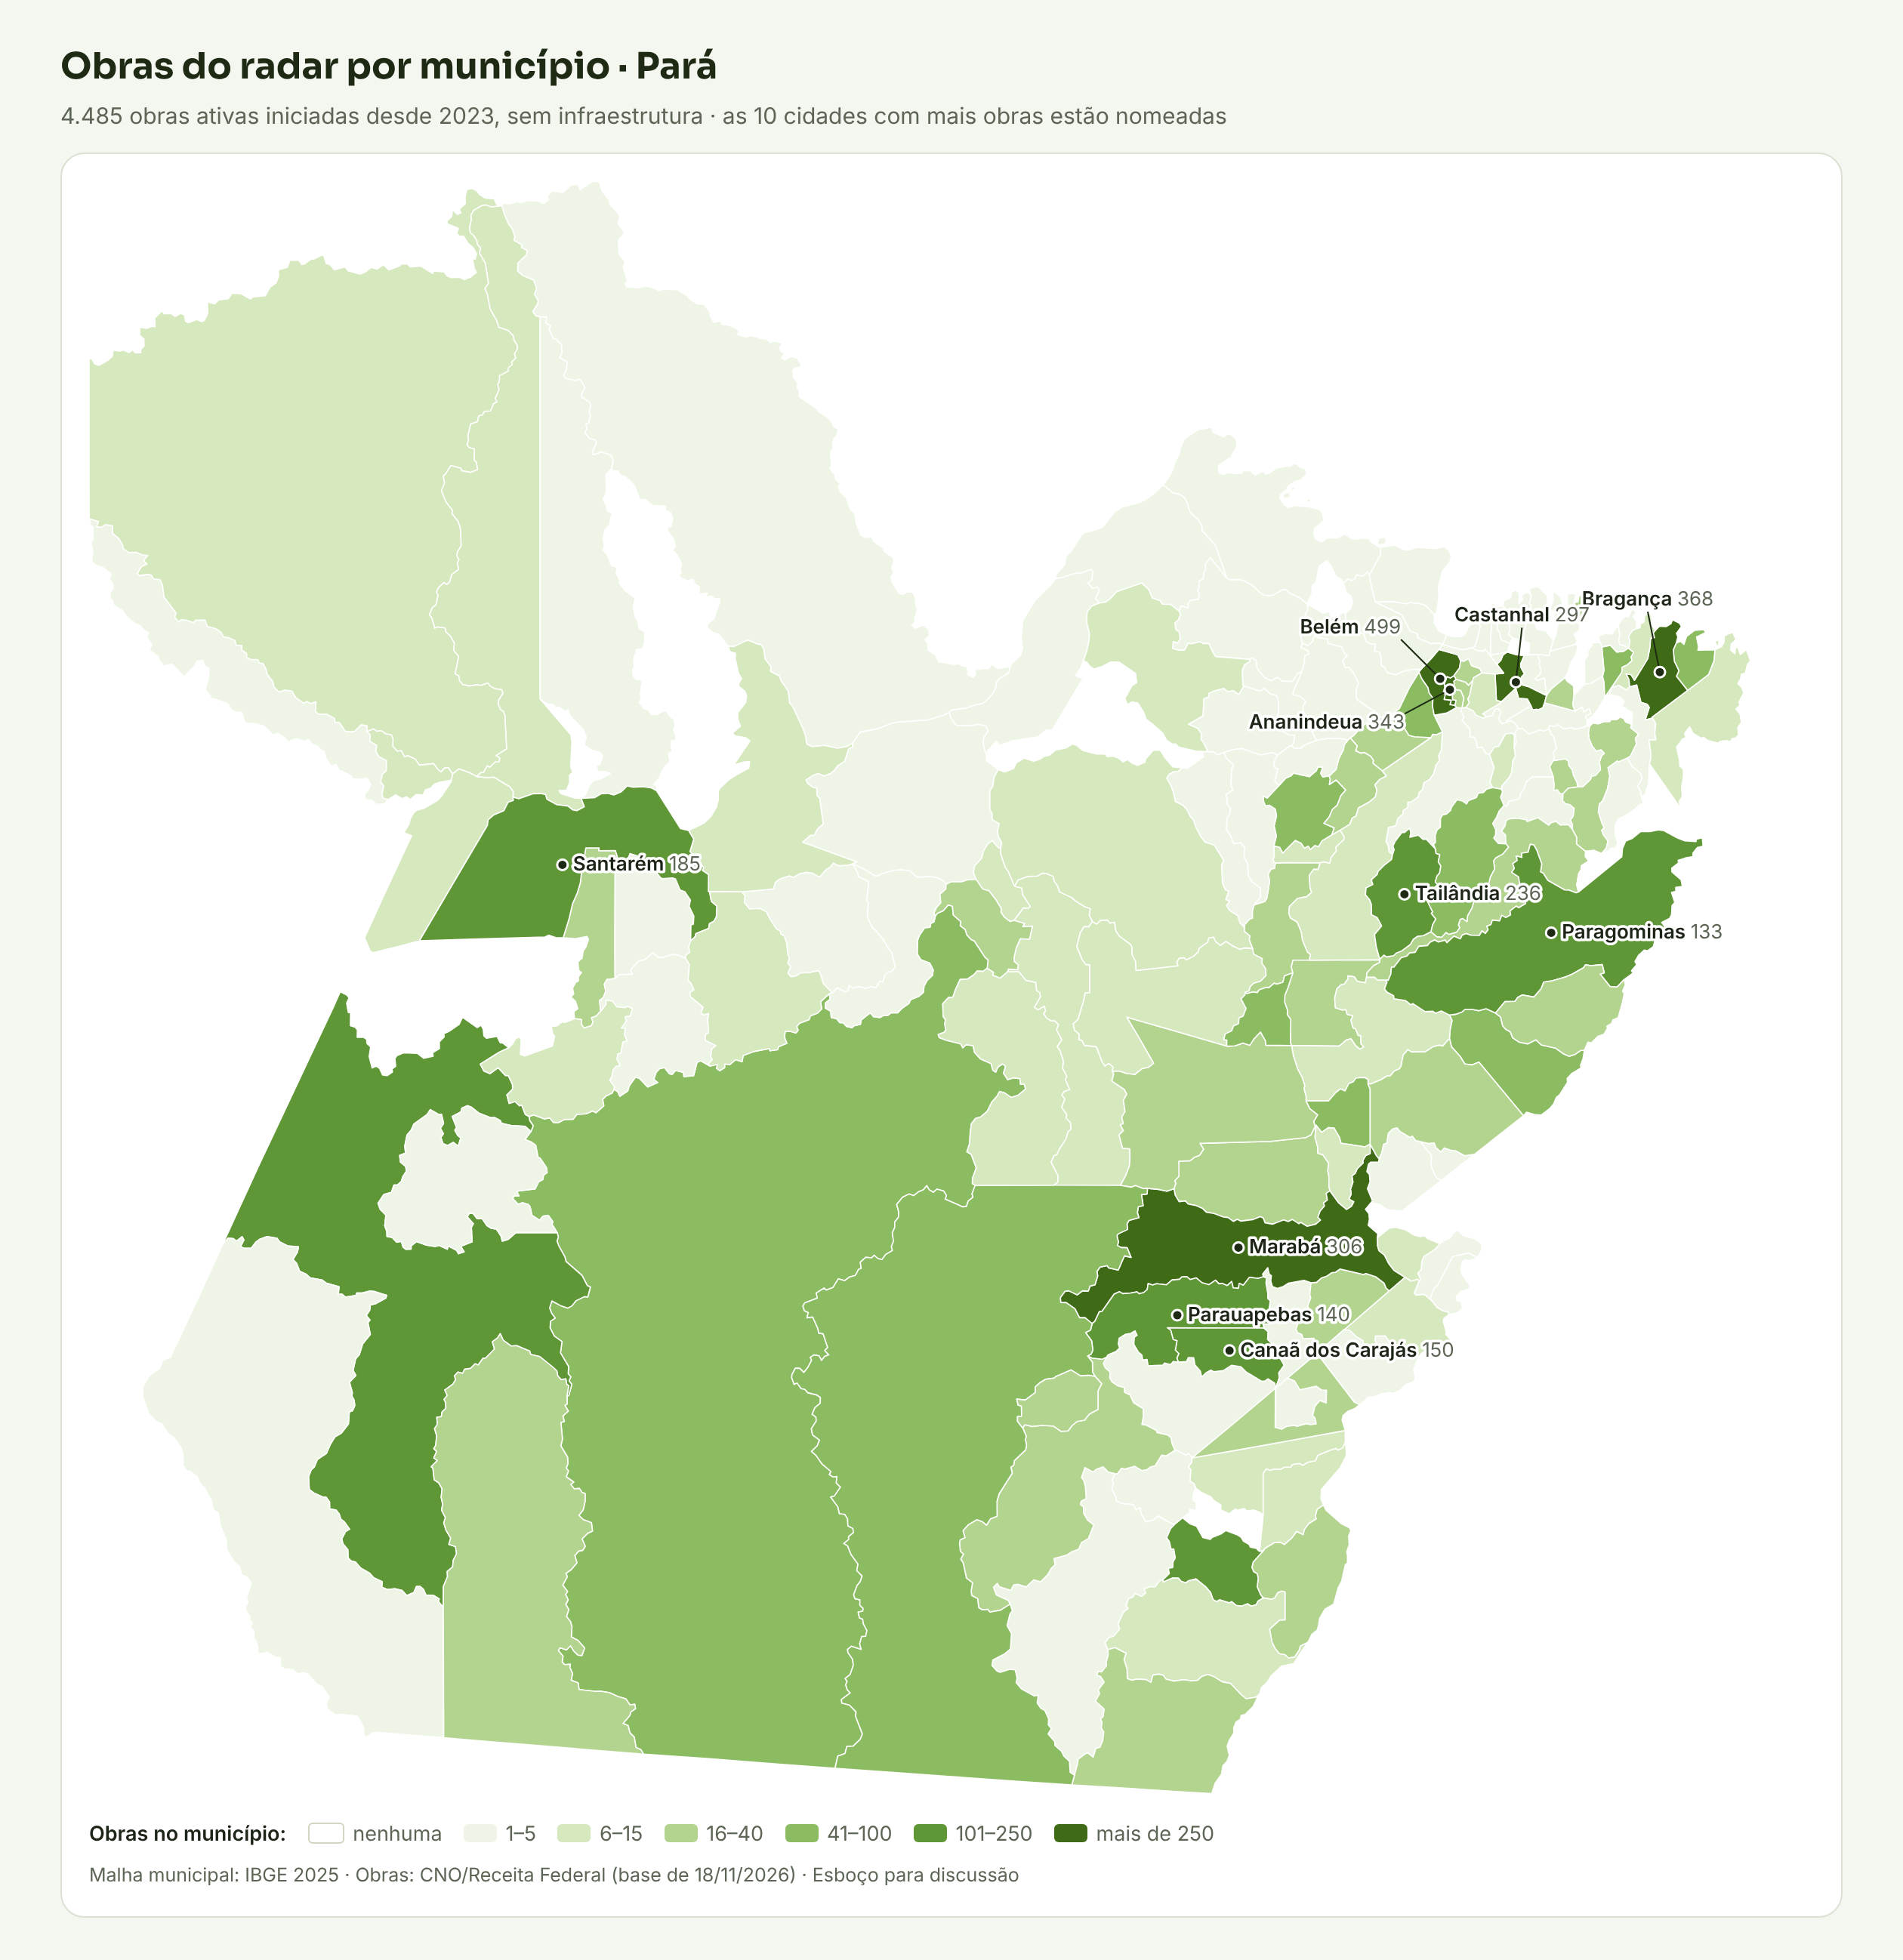 Obras do radar por município · Pará
4.485 obras ativas iniciadas desde 2023, sem infraestrutura · as 10 cidades com mais obras estão nomeadas
Bragança 368
Castanhal 297
Belém 499
Ananindeua 343
Santarém 185
Tailândia 236
Paragominas 133
Marabá 306
Parauapebas 140
Canaã dos Carajás 150
Obras no município: nenhuma 1–5 6–15 16–40 41–100 101–250 mais de 250
Malha municipal: IBGE 2025 · Obras: CNO/Receita Federal (base de 18/11/2026) · Esboço para discussão